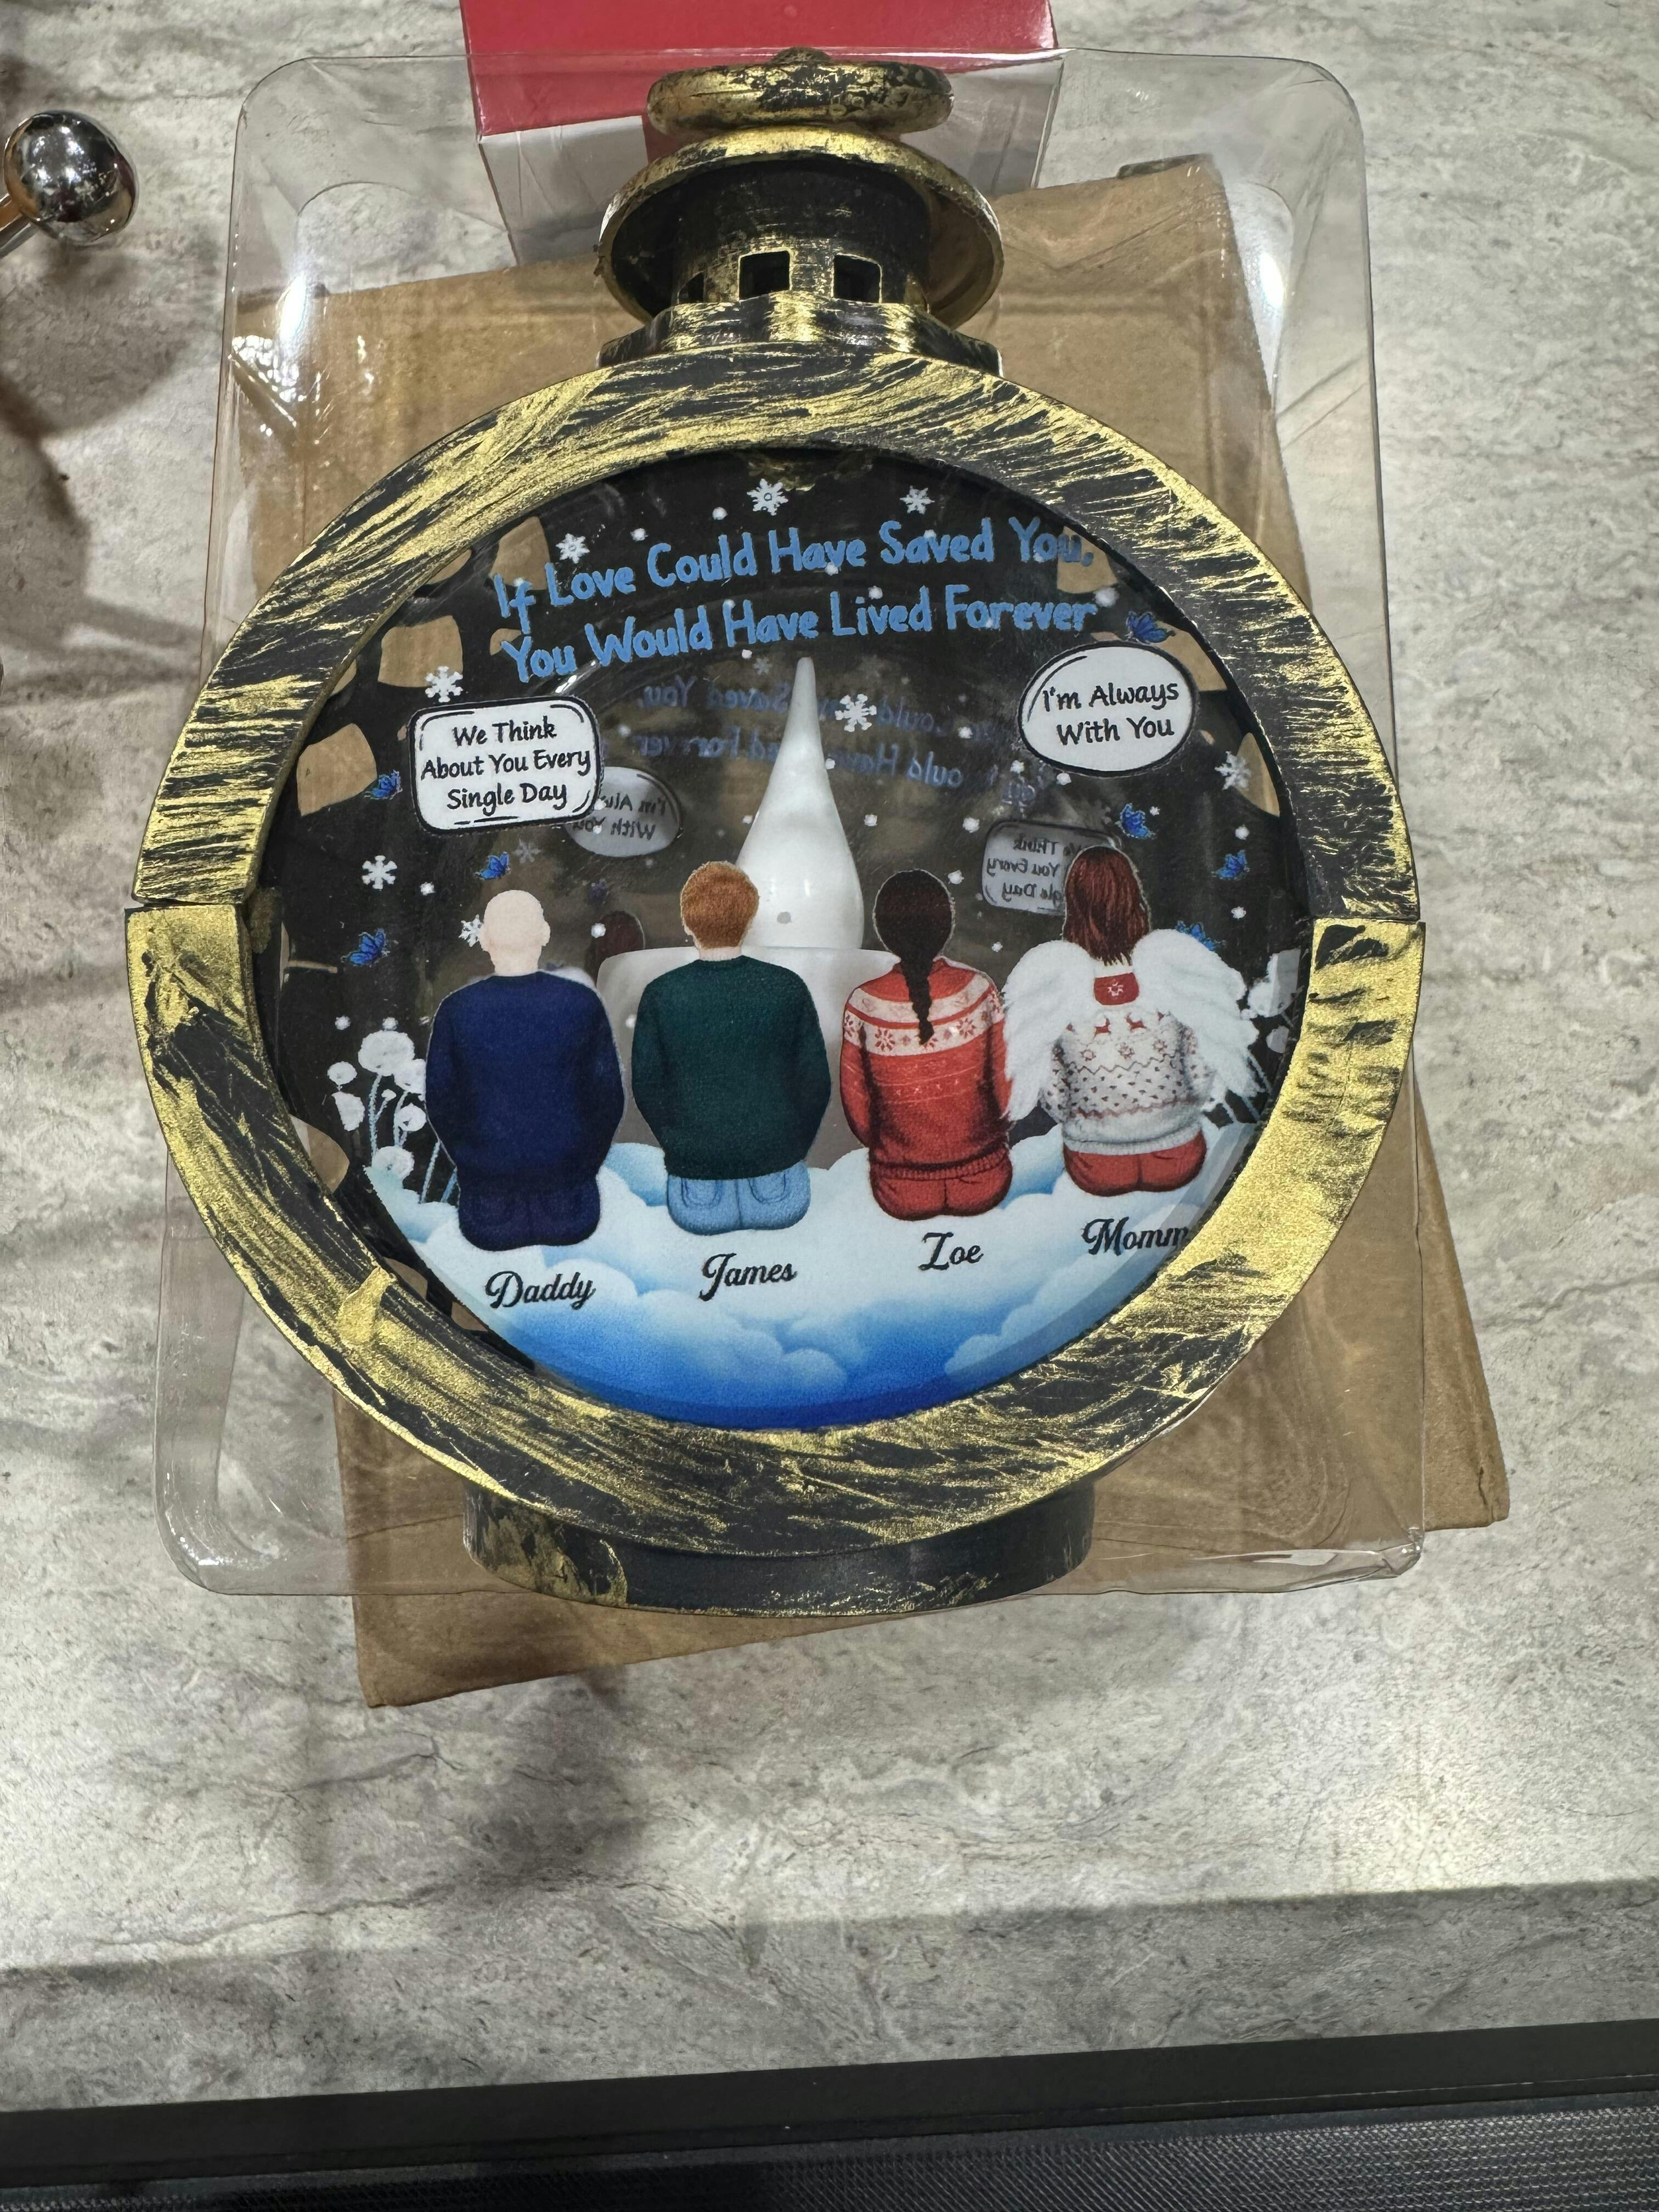 If Love Could Have Saved You,
You Would Have Lived Forever
We Think
About You Every
Single Day
I'm Always
With You
Daddy
James
Zoe
Momm